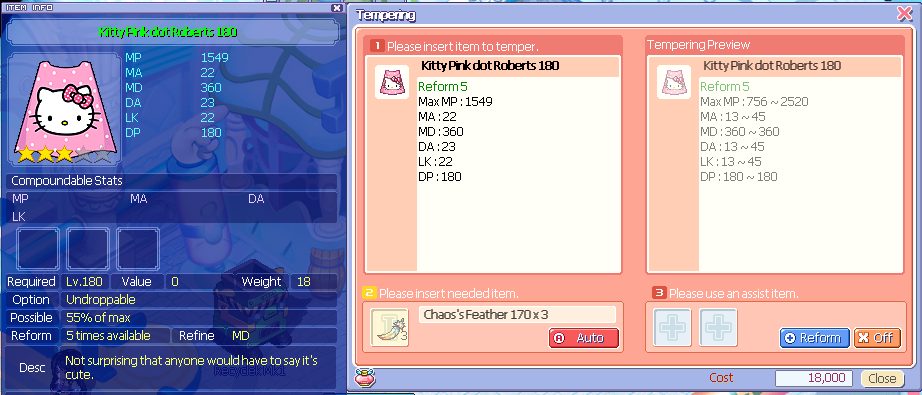 ITEM INFO
Kitty Pink dot Roberts 180
MP 1549
MA 22
MD 360
DA 23
LK 22
DP 180
Compoundable Stats
MP MA DA
LK
Required Lv.180 Value 0 Weight 18
Option Undroppable
Possible 55% of max
Reform 5 times available Refine MD
Desc Not surprising that anyone would have to say it's
cute.
Recycler MK1
Tempering
1 Please insert item to temper.
Kitty Pink dot Roberts 180
Reform 5
Max MP : 1549
MA : 22
MD : 360
DA : 23
LK : 22
DP : 180
Tempering Preview
Kitty Pink dot Roberts 180
Reform 5
Max MP : 756 ~ 2520
MA : 13 ~ 45
MD : 360 ~ 360
DA : 13 ~ 45
LK : 13 ~ 45
DP : 180 ~ 180
2 Please insert needed item.
3
Chaos's Feather 170 x 3
Auto
3 Please use an assist item.
Reform Off
Cost 18,000 Close